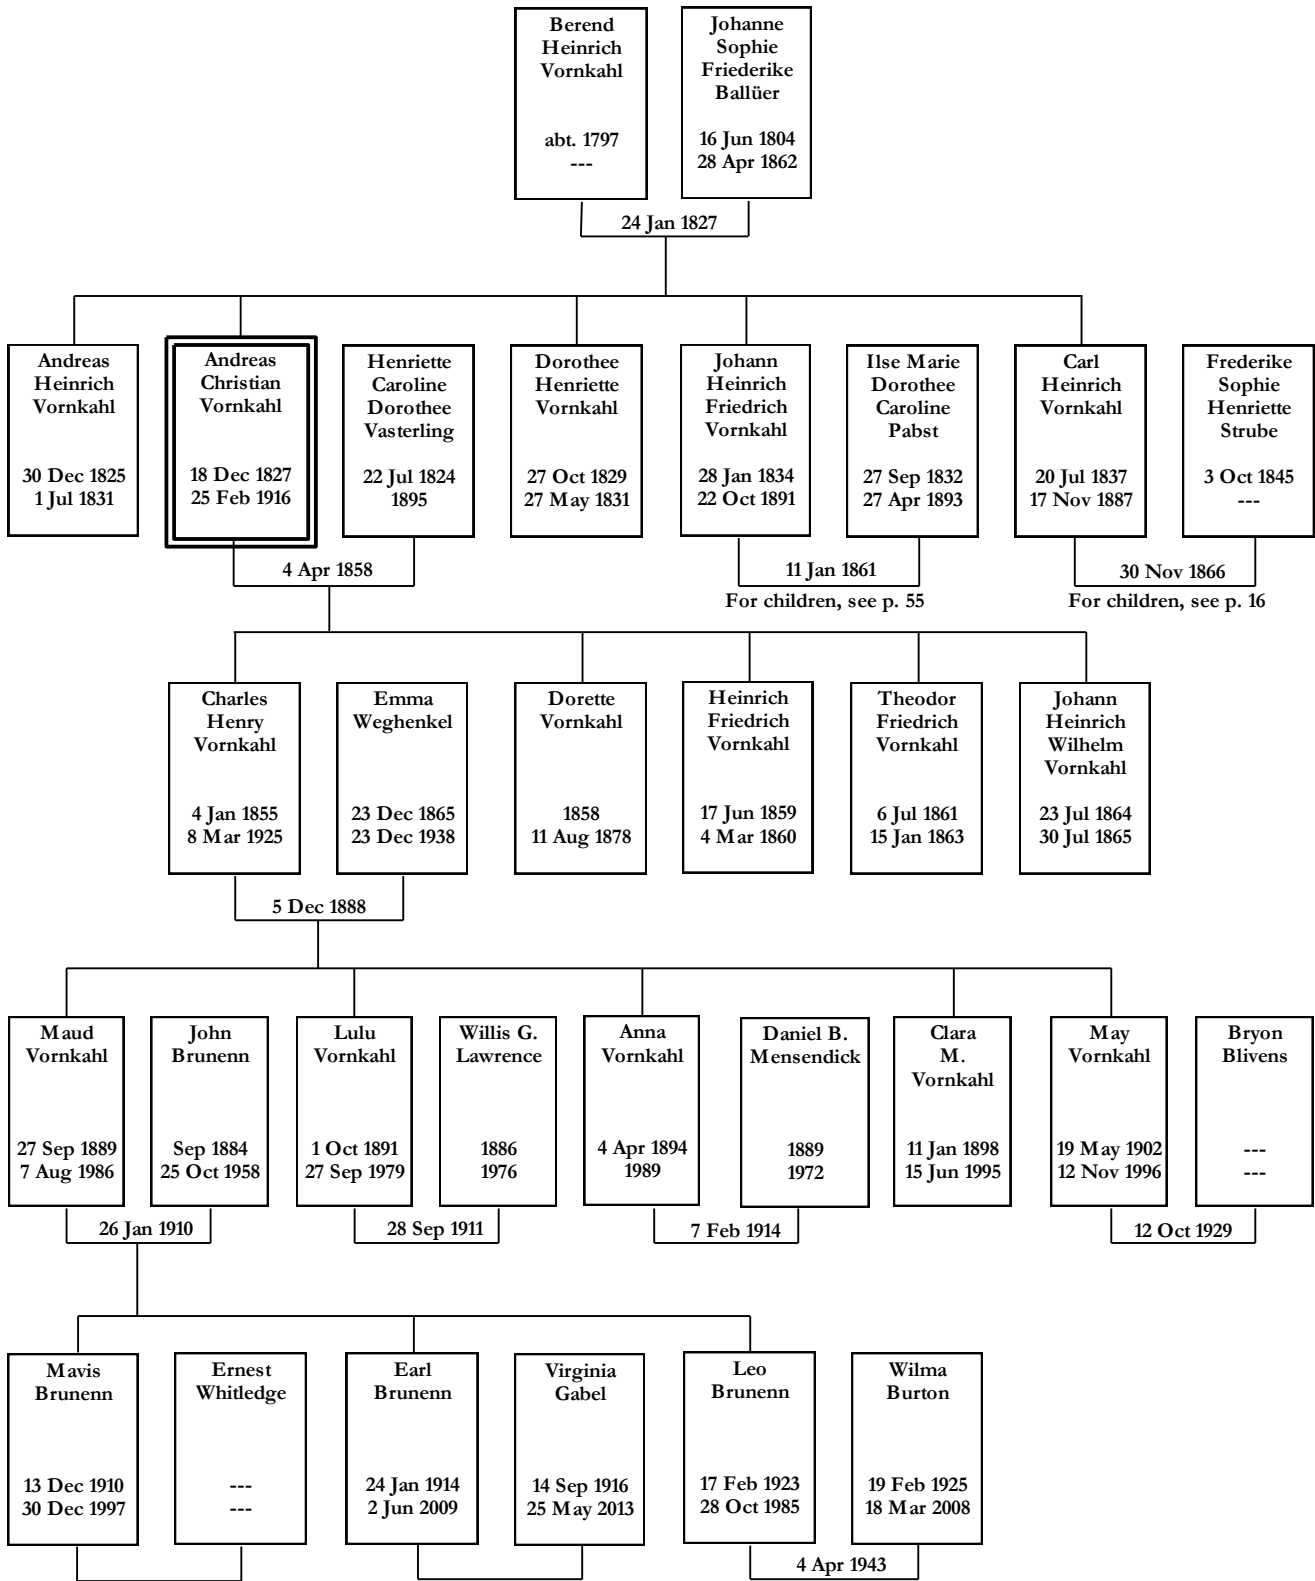 Berend
Heinrich
Vornkahl
abt. 1797
---
Johanne
Sophie
Friederike
Ballüer
16 Jun 1804
28 Apr 1862
24 Jan 1827
Andreas
Heinrich
Vornkahl
30 Dec 1825
1 Jul 1831
Andreas
Christian
Vornkahl
18 Dec 1827
25 Feb 1916
Henriette
Caroline
Dorothee
Vasterling
22 Jul 1824
1895
Dorothee
Henriette
Vornkahl
27 Oct 1829
27 May 1831
Johann
Heinrich
Friedrich
Vornkahl
28 Jan 1834
22 Oct 1891
Ilse Marie
Dorothee
Caroline
Pabst
27 Sep 1832
27 Apr 1893
Carl
Heinrich
Vornkahl
20 Jul 1837
17 Nov 1887
Frederike
Sophie
Henriette
Strube
3 Oct 1845
---
4 Apr 1858
11 Jan 1861
For children, see p. 55
30 Nov 1866
For children, see p. 16
Charles
Henry
Vornkahl
4 Jan 1855
8 Mar 1925
Emma
Weghenkel
23 Dec 1865
23 Dec 1938
Dorette
Vornkahl
1858
11 Aug 1878
Heinrich
Friedrich
Vornkahl
17 Jun 1859
4 Mar 1860
Theodor
Friedrich
Vornkahl
6 Jul 1861
15 Jan 1863
Johann
Heinrich
Wilhelm
Vornkahl
23 Jul 1864
30 Jul 1865
5 Dec 1888
Maud
Vornkahl
27 Sep 1889
7 Aug 1986
John
Brunenn
Sep 1884
25 Oct 1958
Lulu
Vornkahl
1 Oct 1891
27 Sep 1979
Willis G.
Lawrence
1886
1976
Anna
Vornkahl
4 Apr 1894
1989
Daniel B.
Mensendick
1889
1972
Clara
M.
Vornkahl
11 Jan 1898
15 Jun 1995
May
Vornkahl
19 May 1902
12 Nov 1996
Bryon
Blivens
---
---
26 Jan 1910
28 Sep 1911
7 Feb 1914
12 Oct 1929
Mavis
Brunenn
13 Dec 1910
30 Dec 1997
Ernest
Whitledge
---
---
Earl
Brunenn
24 Jan 1914
2 Jun 2009
Virginia
Gabel
14 Sep 1916
25 May 2013
Leo
Brunenn
17 Feb 1923
28 Oct 1985
Wilma
Burton
19 Feb 1925
18 Mar 2008
4 Apr 1943